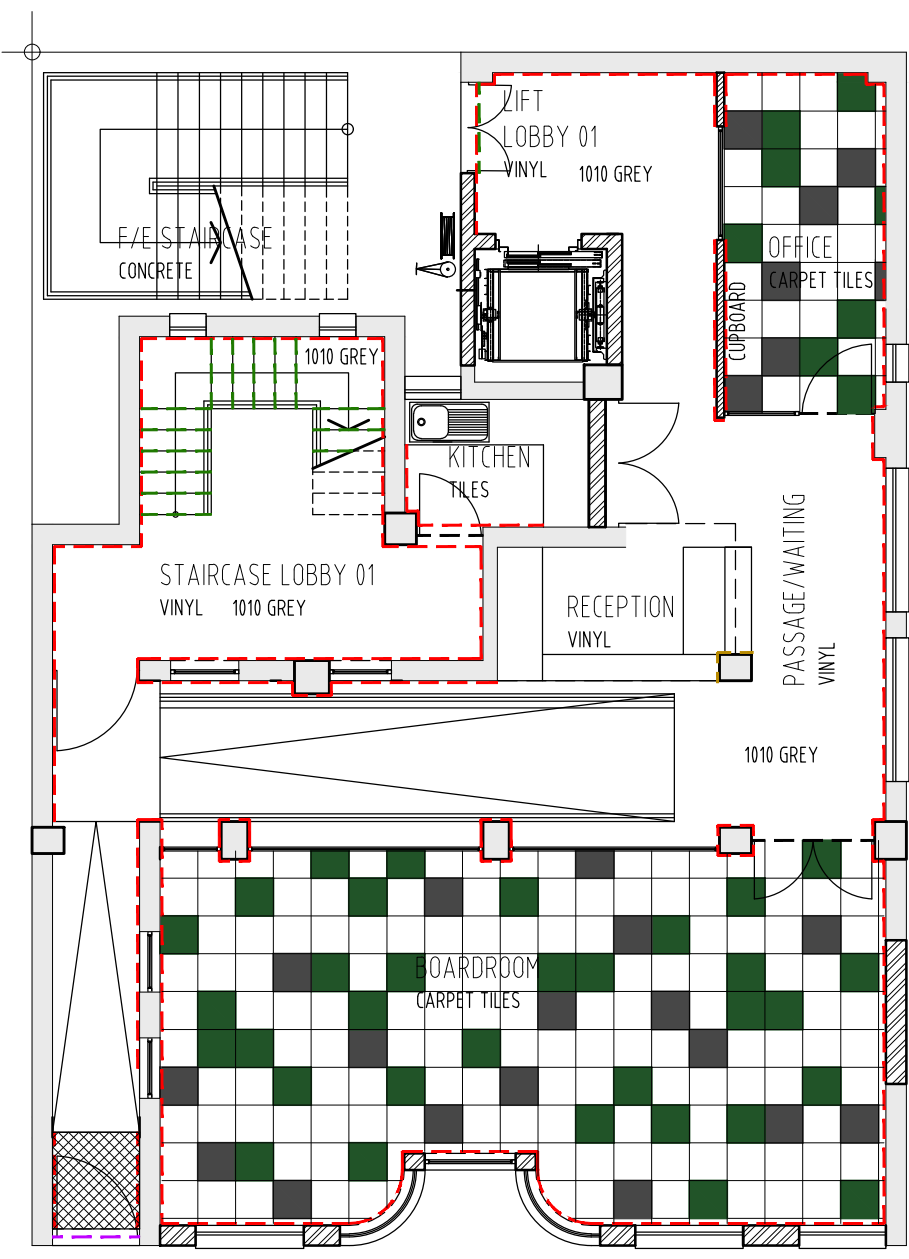 LIFT
LOBBY 01
VINYL 1010 GREY
F/E STAIRCASE
CONCRETE
OFFICE
CARPET TILES
CUPBOARD
1010 GREY
KITCHEN
TILES
STAIRCASE LOBBY 01
VINYL 1010 GREY
RECEPTION
VINYL
PASSAGE/WAITING
VINYL
1010 GREY
BOARDROOM
CARPET TILES